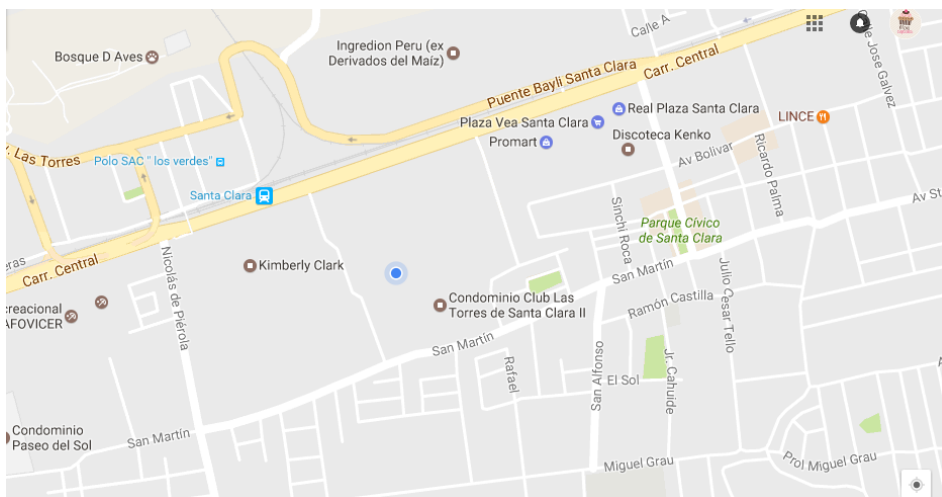 Calle A
Jose Galvez
Bosque D Aves
Ingredion Peru (ex
Derivados del Maíz)
Puente Bayli Santa Clara
Carr. Central
Real Plaza Santa Clara
Plaza Vea Santa Clara
LINCE
Promart
Discoteca Kenko
Las Torres
Polo SAC " los verdes"
Av Bolivar
Ricardo Palma
Santa Clara
Av St
Sinchi Roca
Parque Cívico
de Santa Clara
eras
Carr. Central
Nicolás de Piérola
Kimberly Clark
San Martín
Julio Cesar Tello
creacional
AFOVICER
Condominio Club Las
Torres de Santa Clara II
Ramón Castilla
San Martín
Rafael
San Alfonso
El Sol
Jr. Cahuide
Condominio
Paseo del Sol
San Martín
Miguel Grau
Prol Miguel Grau